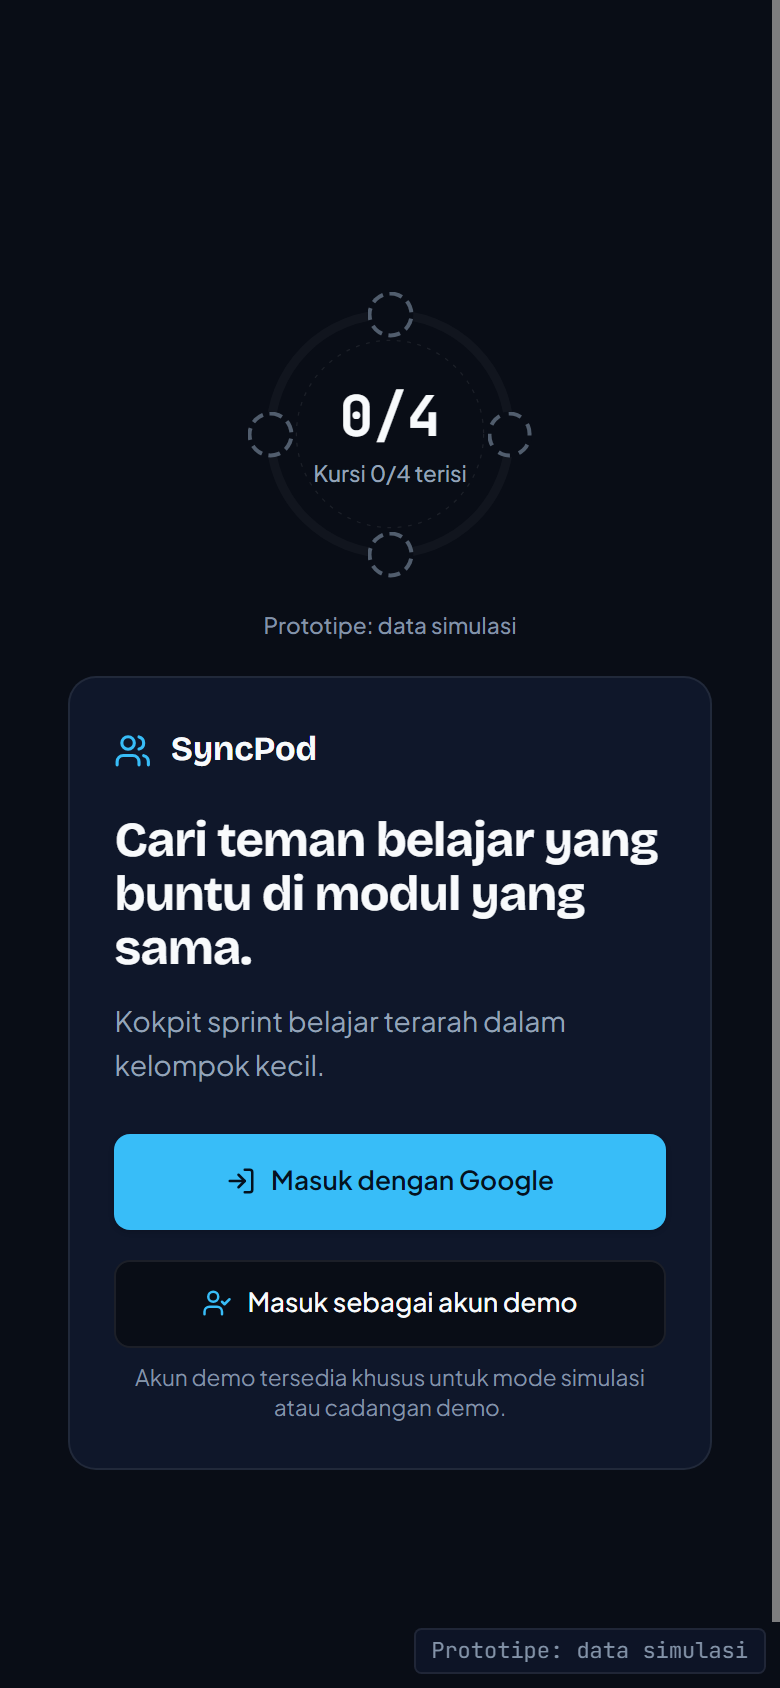 0/4
Kursi 0/4 terisi
Prototipe: data simulasi
SyncPod
Cari teman belajar yang
buntu di modul yang
sama.
Kokpit sprint belajar terarah dalam
kelompok kecil.
Masuk dengan Google
Masuk sebagai akun demo
Akun demo tersedia khusus untuk mode simulasi
atau cadangan demo.
Prototipe: data simulasi